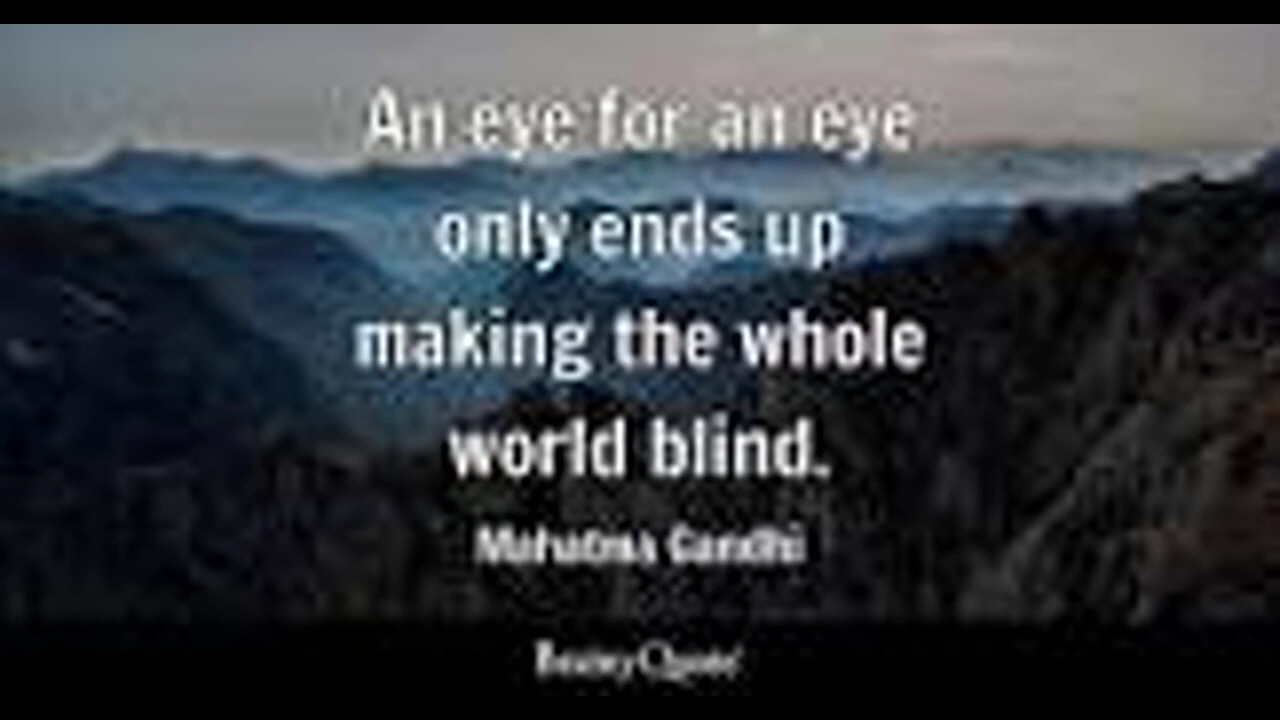 An eye for an eye
only ends up
making the whole
world blind.
Mahatma Gandhi
BrainyQuote